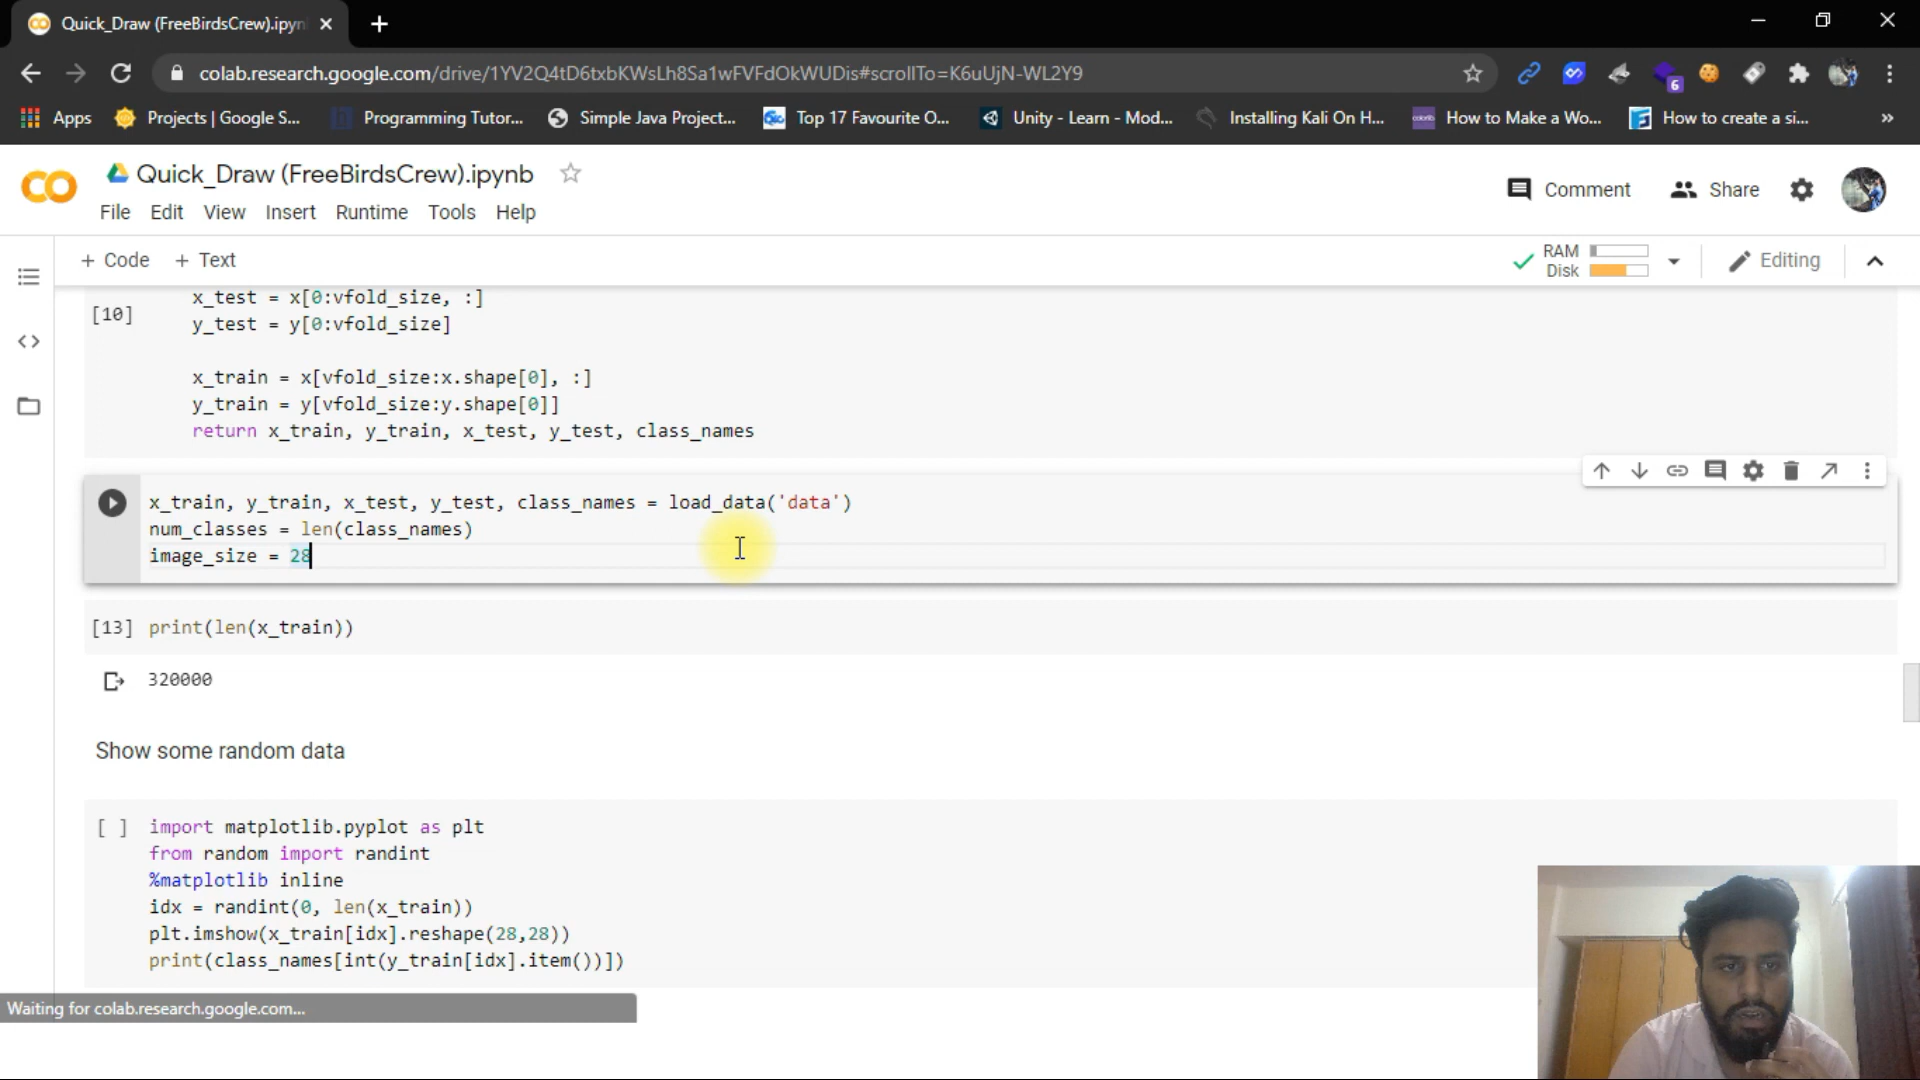 Quick_Draw (FreeBirdsCrew).ipyn
colab.research.google.com/drive/1YV2Q4tD6txbKWsLh8Sa1wFVFdOkWUDis#scrollTo=K6uUjN-WL2Y9
6
Apps
Projects | Google S...
Programming Tutor...
Simple Java Project...
Top 17 Favourite O...
Unity - Learn - Mod...
Installing Kali On H...
How to Make a Wo...
How to create a si...
»
Quick_Draw (FreeBirdsCrew).ipynb
File Edit View Insert Runtime Tools Help
Comment
Share
+ Code + Text
RAM
Disk
Editing
[10]
x_test = x[0:vfold_size, :]
y_test = y[0:vfold_size]
x_train = x[vfold_size:x.shape[0], :]
y_train = y[vfold_size:y.shape[0]]
return x_train, y_train, x_test, y_test, class_names
x_train, y_train, x_test, y_test, class_names = load_data('data')
num_classes = len(class_names)
image_size = 28
[13] print(len(x_train))
320000
Show some random data
[ ] import matplotlib.pyplot as plt
from random import randint
%matplotlib inline
idx = randint(0, len(x_train))
plt.imshow(x_train[idx].reshape(28,28))
print(class_names[int(y_train[idx].item())])
Waiting for colab.research.google.com...